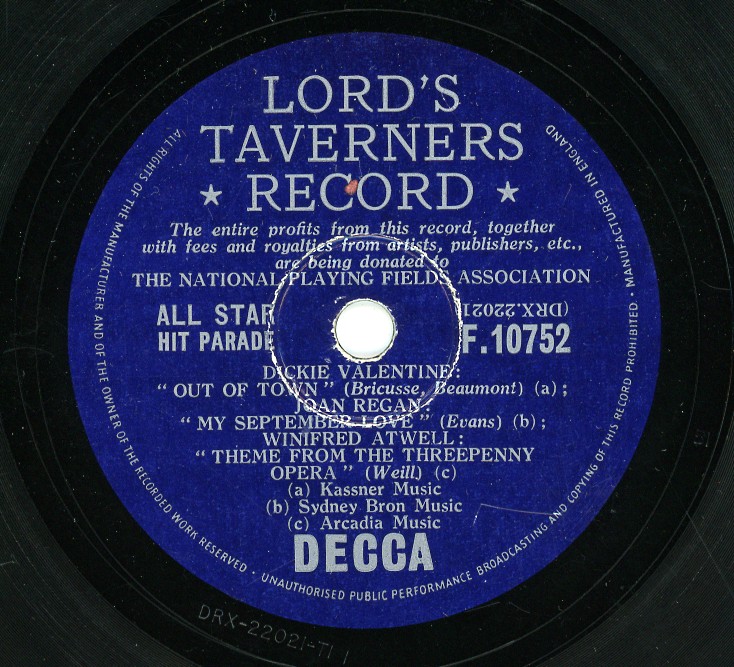 LORD'S
TAVERNERS
★ RECORD ★
The entire profits from this record, together
with fees and royalties from artists, publishers, etc.,
are being donated to
THE NATIONAL PLAYING FIELDS ASSOCIATION
ALL STAR
HIT PARADE
(DRX.22021)
F.10752
DICKIE VALENTINE:
"OUT OF TOWN" (Bricusse, Beaumont) (a);
JOAN REGAN:
"MY SEPTEMBER LOVE" (Evans) (b);
WINIFRED ATWELL:
"THEME FROM THE THREEPENNY
OPERA" (Weill) (c)
(a) Kassner Music
(b) Sydney Bron Music
(c) Arcadia Music
DECCA
ALL RIGHTS OF THE MANUFACTURER AND OF THE OWNER OF THE RECORDED WORK RESERVED · UNAUTHORISED PUBLIC PERFORMANCE BROADCASTING AND COPYING OF THIS RECORD PROHIBITED · MANUFACTURED IN ENGLAND
DRX-22021-T1 1